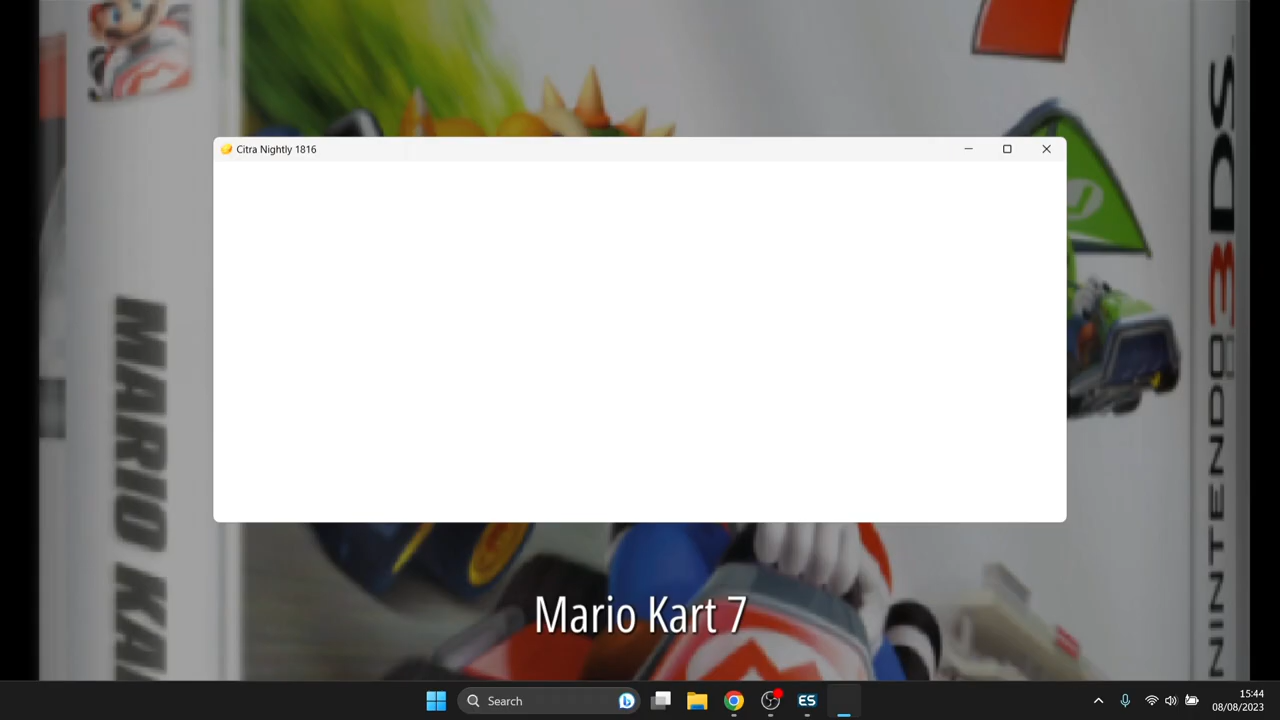 Citra Nightly 1816
MARIO KA
NINTENDO 3DS
Mario Kart 7
Search
ES
15:44
08/08/2023